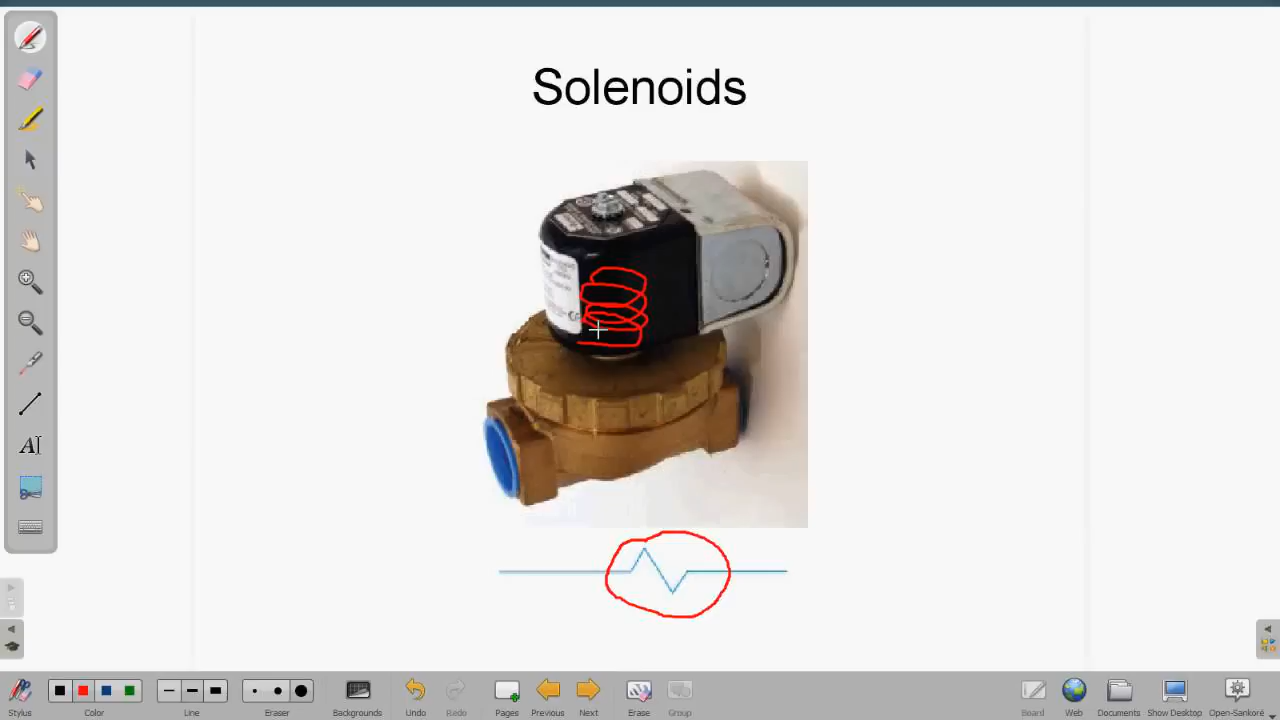 Solenoids
AI
Stylus
Color
Line
Eraser
Backgrounds
Undo
Redo
Pages
Previous
Next
Erase
Group
Board
Web
Documents
Show Desktop
Open-Sankoré